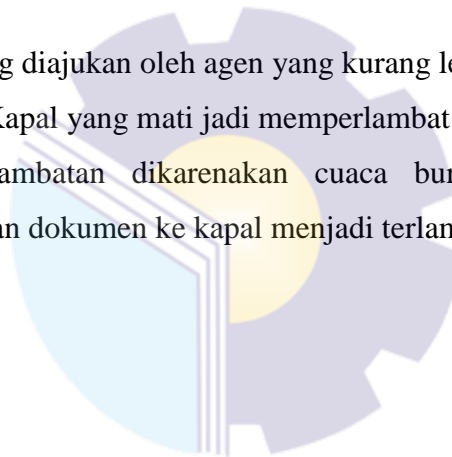 g diajukan oleh agen yang kurang le
Kapal yang mati jadi memperlambat
ambatan dikarenakan cuaca bur
an dokumen ke kapal menjadi terlan